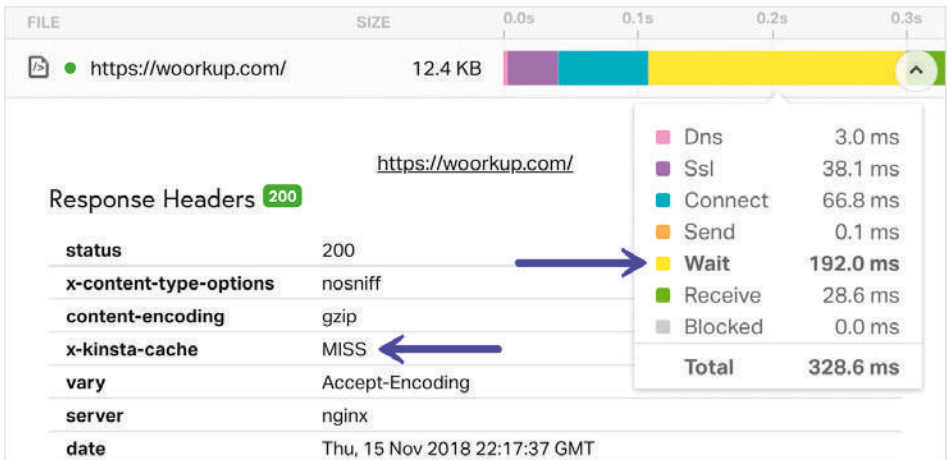 FILE SIZE 0.0s 0.1s 0.2s 0.3s
https://woorkup.com/ 12.4 KB
Dns 3.0 ms
https://woorkup.com/
Ssl 38.1 ms
Response Headers 200
Connect 66.8 ms
Send 0.1 ms
status 200
Wait 192.0 ms
x-content-type-options nosniff
Receive 28.6 ms
content-encoding gzip
Blocked 0.0 ms
x-kinsta-cache MISS
Total 328.6 ms
vary Accept-Encoding
server nginx
date Thu, 15 Nov 2018 22:17:37 GMT